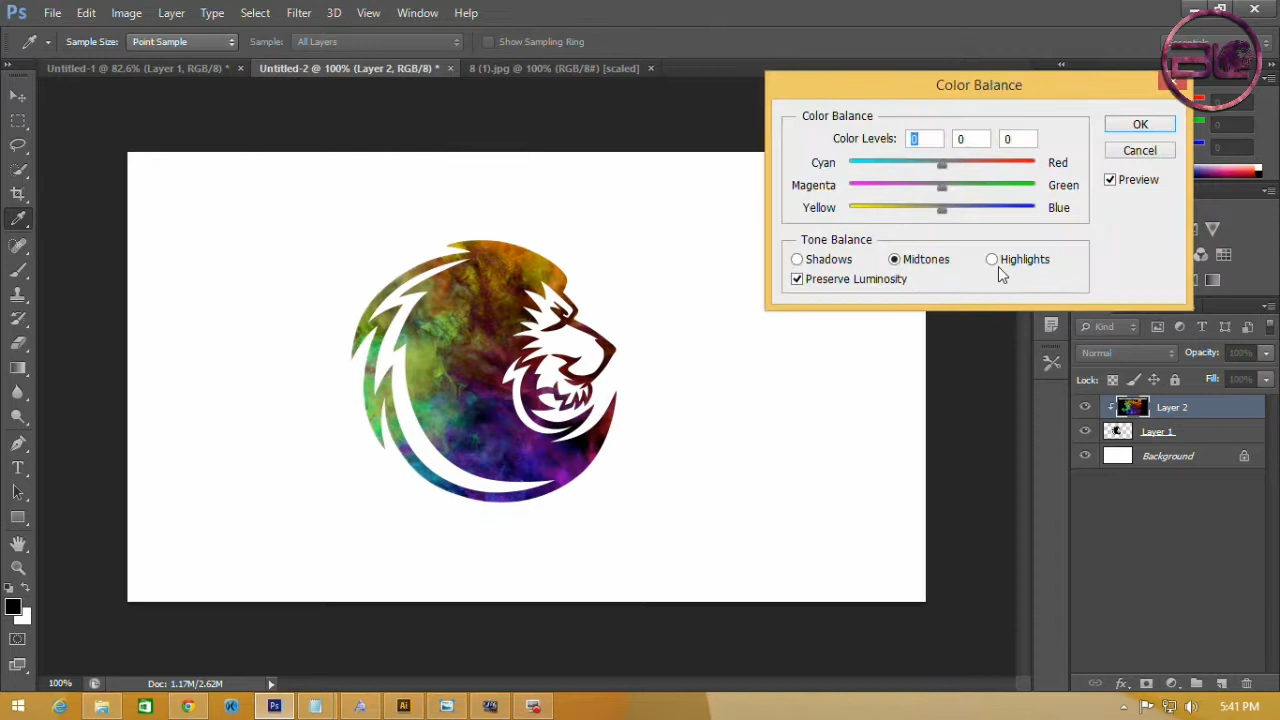 Ps File Edit Image Layer Type Select Filter 3D View Window Help
Sample Size: Point Sample Sample: All Layers Show Sampling Ring
Untitled-1 @ 82.6% (Layer 1, RGB/8) * × Untitled-2 @ 100% (Layer 2, RGB/8) * × 8 (1).jpg @ 100% (RGB/8#) [scaled] ×
Color Balance
Color Balance
Color Levels: 0 0 0
Cyan Red
Magenta Green
Yellow Blue
OK
Cancel
Preview
Tone Balance
Shadows Midtones Highlights
Preserve Luminosity
Kind
Normal Opacity: 100%
Lock: Fill: 100%
Layer 2
Layer 1
Background
100% Doc: 1.17M/2.62M
Ps Ai 5:41 PM